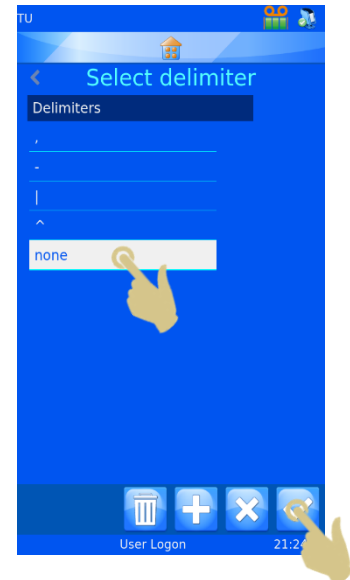 TU
Select delimiter
Delimiters
,
-
|
^
none
User Logon 21:24